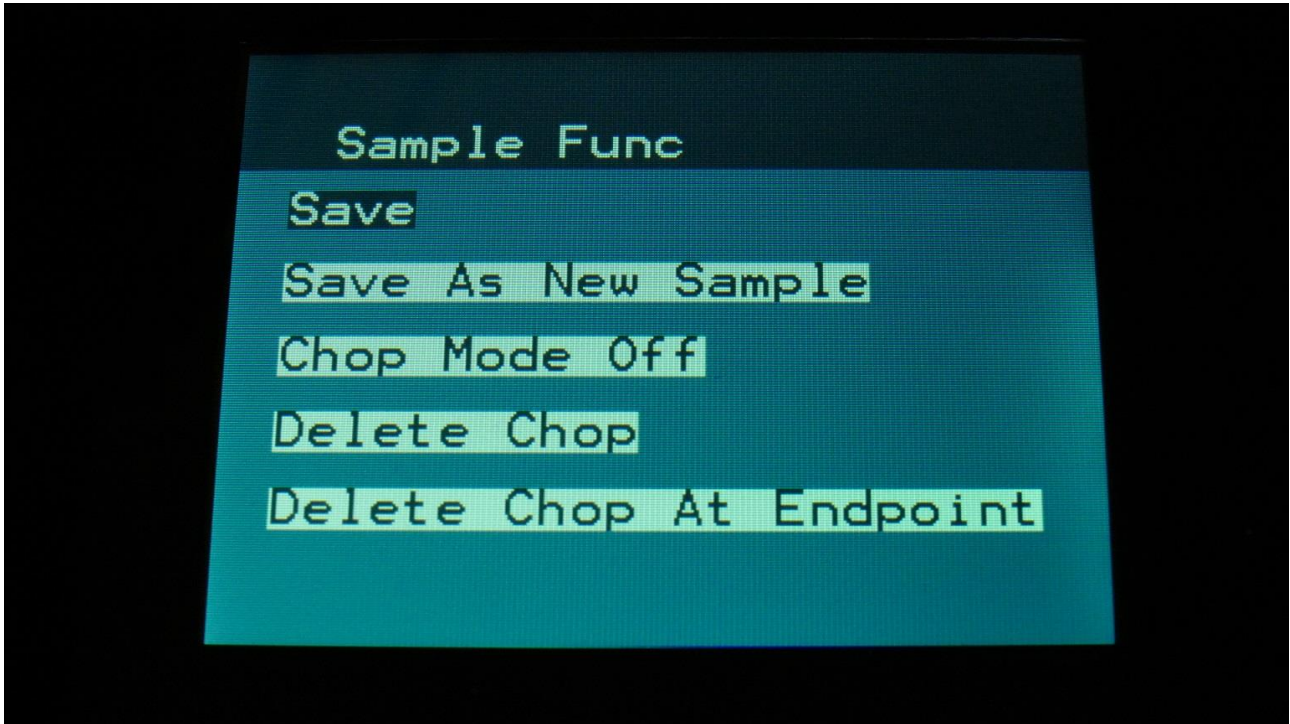 Sample Func
Save
Save As New Sample
Chop Mode Off
Delete Chop
Delete Chop At Endpoint